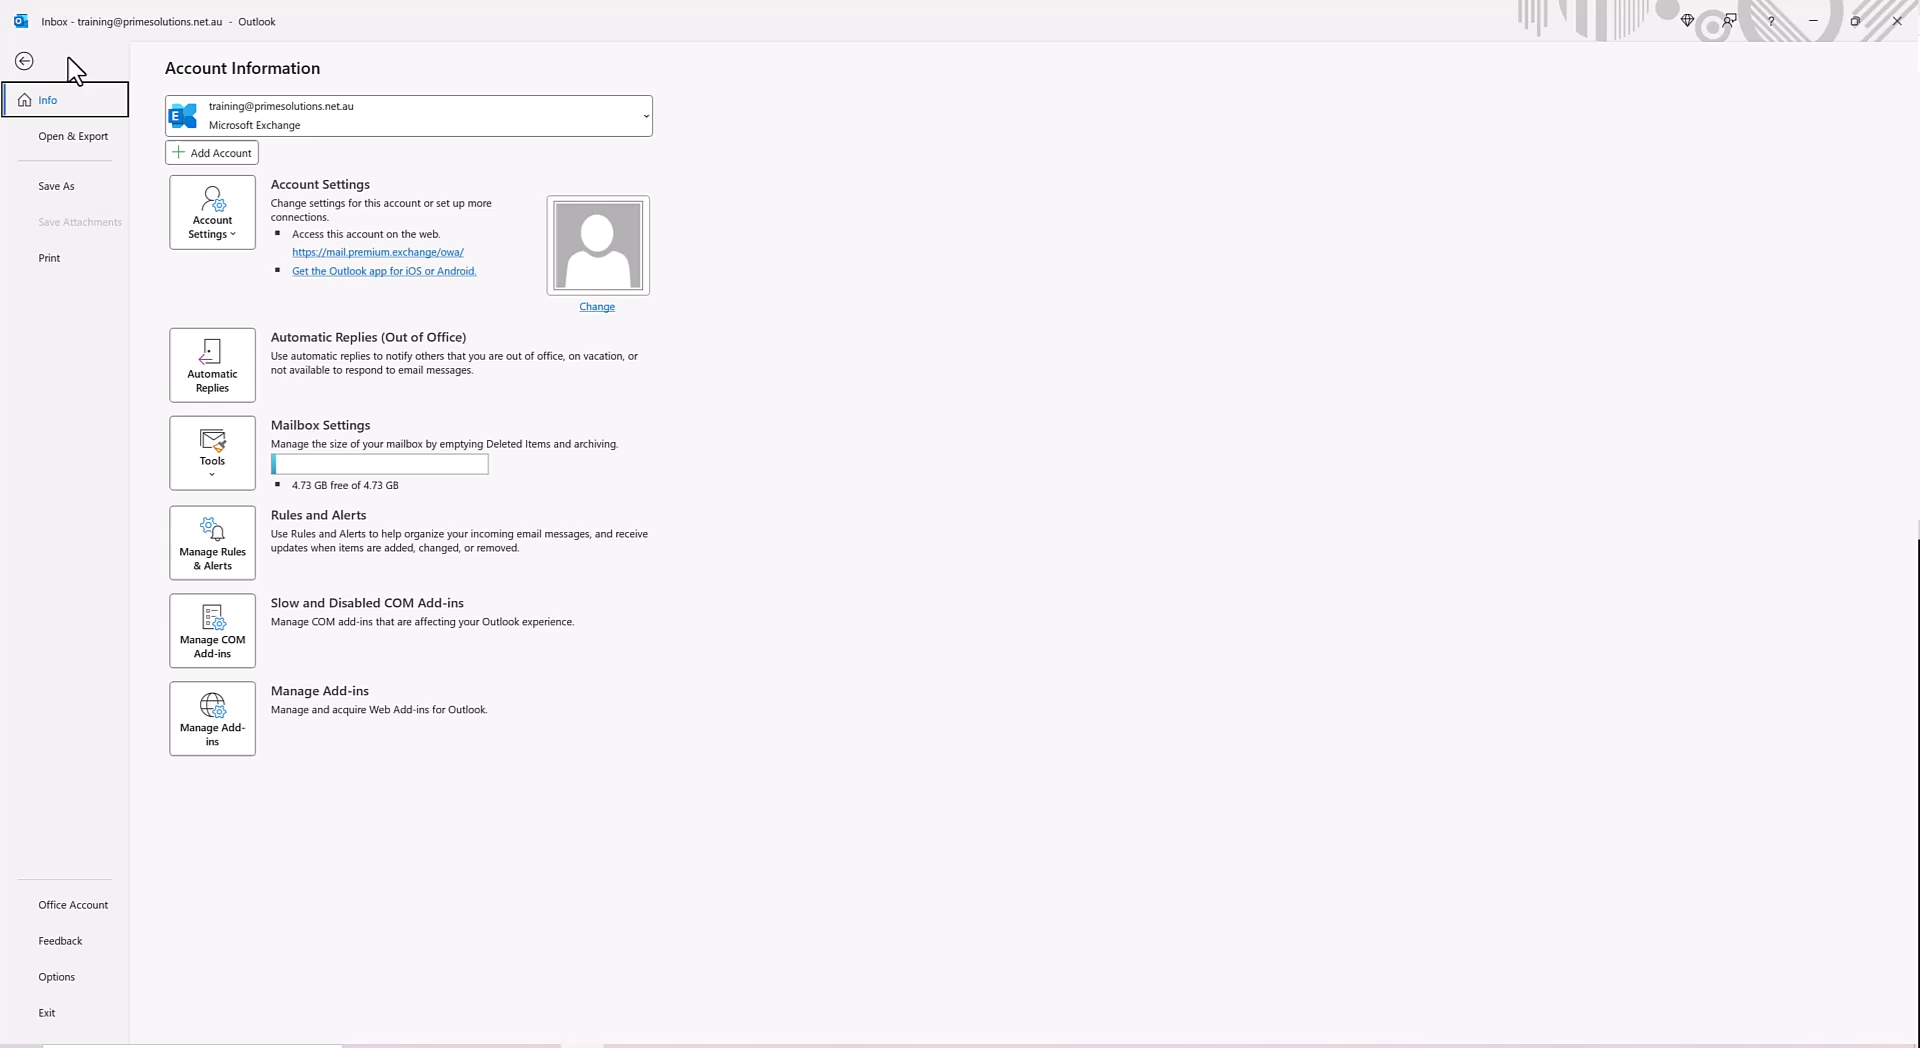 Inbox - training@primesolutions.net.au - Outlook
?
Info
Open & Export
Save As
Save Attachments
Print
Office Account
Feedback
Options
Exit
Account Information
E
training@primesolutions.net.au
Microsoft Exchange
Add Account
Account
Settings
Account Settings
Change settings for this account or set up more
connections.
Access this account on the web.
https://mail.premium.exchange/owa/
Get the Outlook app for iOS or Android.
Change
Automatic
Replies
Automatic Replies (Out of Office)
Use automatic replies to notify others that you are out of office, on vacation, or
not available to respond to email messages.
Tools
Mailbox Settings
Manage the size of your mailbox by emptying Deleted Items and archiving.
4.73 GB free of 4.73 GB
Manage Rules
& Alerts
Rules and Alerts
Use Rules and Alerts to help organize your incoming email messages, and receive
updates when items are added, changed, or removed.
Manage COM
Add-ins
Slow and Disabled COM Add-ins
Manage COM add-ins that are affecting your Outlook experience.
Manage Add-
ins
Manage Add-ins
Manage and acquire Web Add-ins for Outlook.